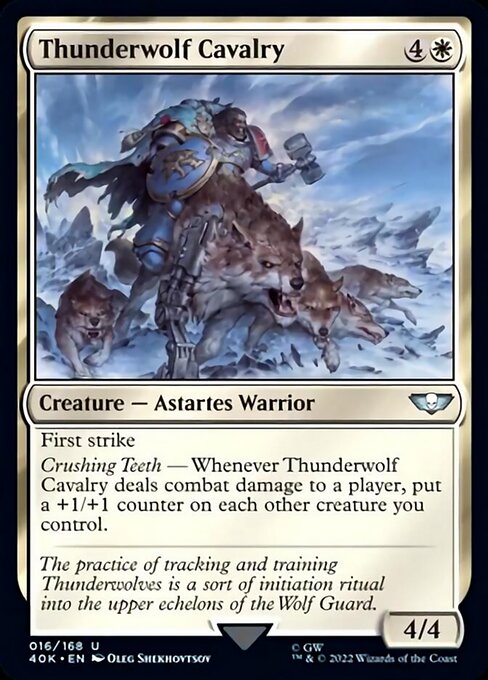 Thunderwolf Cavalry 4
Creature — Astartes Warrior
First strike
Crushing Teeth — Whenever Thunderwolf
Cavalry deals combat damage to a player, put
a +1/+1 counter on each other creature you
control.
The practice of tracking and training
Thunderwolves is a sort of initiation ritual
into the upper echelons of the Wolf Guard.
4/4
016/168 U
40K • EN Oleg Shekhovtsov
© GW
™ & © 2022 Wizards of the Coast